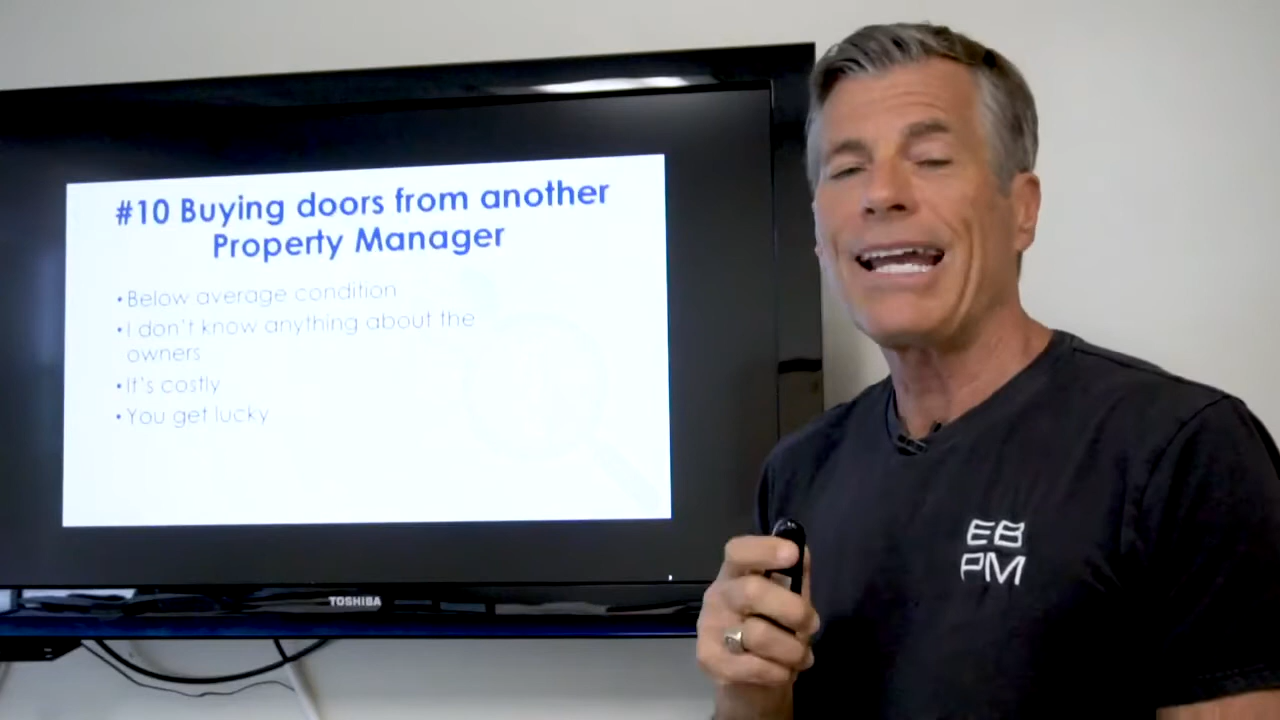 #10 Buying doors from another
Property Manager
•Below average condition
•I don't know anything about the
owners
•It's costly
•You get lucky
TOSHIBA
EB
PM